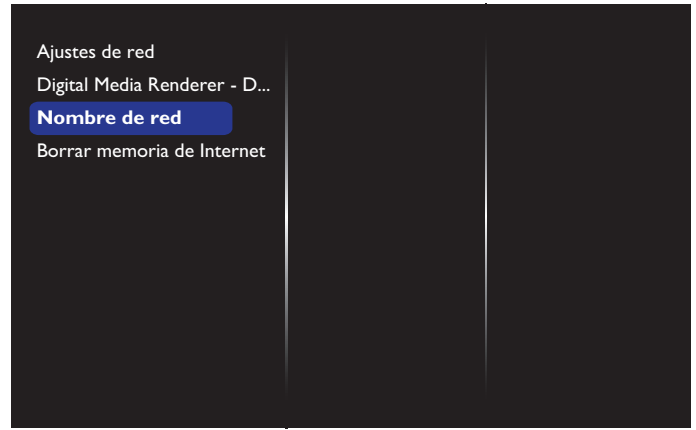 Ajustes de red
Digital Media Renderer - D...
Nombre de red
Borrar memoria de Internet